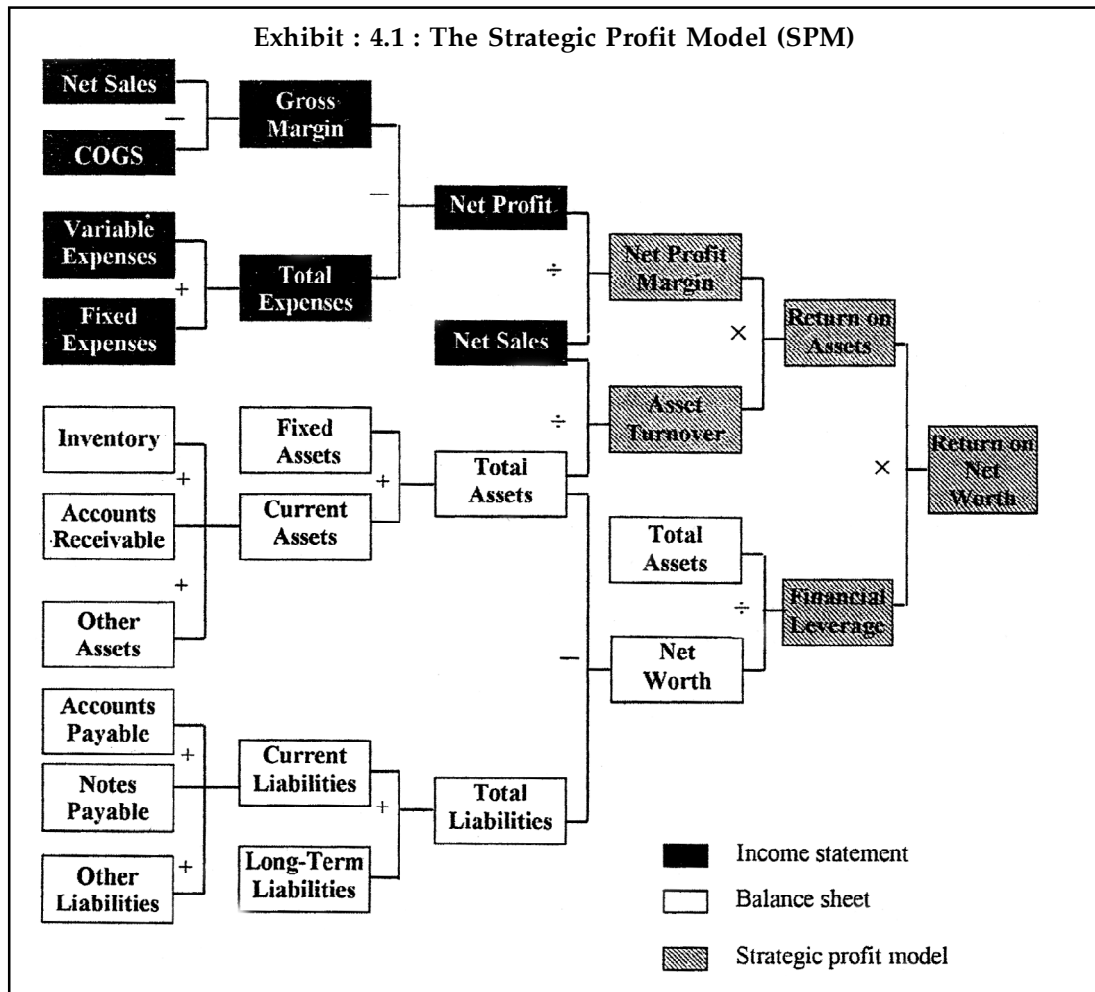 Exhibit : 4.1 : The Strategic Profit Model (SPM)
Net Sales
−
COGS
Gross
Margin
Variable
Expenses
+
Fixed
Expenses
Total
Expenses
−
Net Profit
÷
Net Sales
Net Profit
Margin
×
Return on
Assets
÷
Asset
Turnover
Inventory
+
Accounts
Receivable
+
Other
Assets
Fixed
Assets
+
Current
Assets
Total
Assets
×
Return on
Net
Worth
Total
Assets
÷
Net
Worth
Financial
Leverage
−
Accounts
Payable
+
Notes
Payable
+
Other
Liabilities
Current
Liabilities
+
Long-Term
Liabilities
Total
Liabilities
Income statement
Balance sheet
Strategic profit model